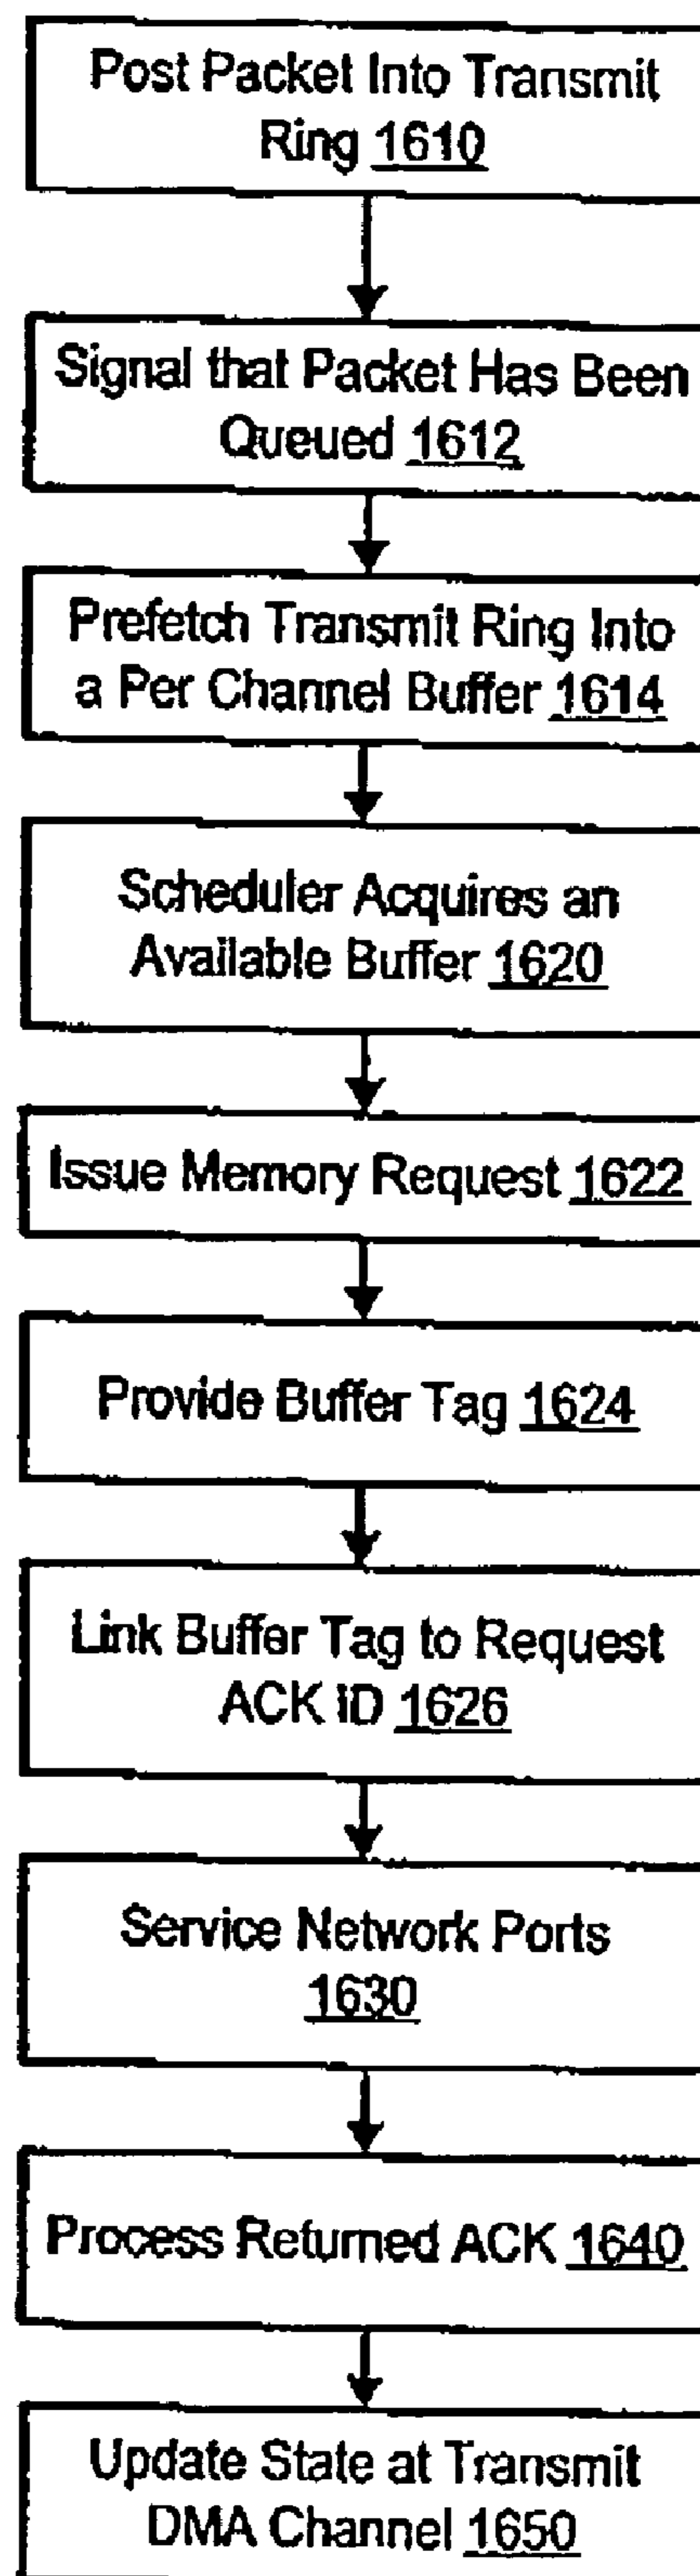 Post Packet Into Transmit
Ring 1610
Signal that Packet Has Been
Queued 1612
Prefetch Transmit Ring Into
a Per Channel Buffer 1614
Scheduler Acquires an
Available Buffer 1620
Issue Memory Request 1622
Provide Buffer Tag 1624
Link Buffer Tag to Request
ACK ID 1626
Service Network Ports
1630
Process Returned ACK 1640
Update State at Transmit
DMA Channel 1650